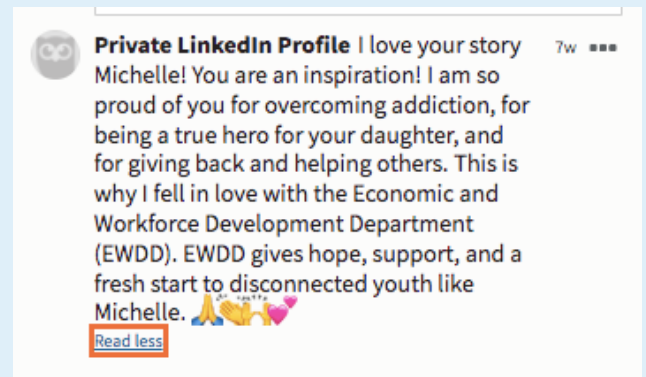 Private LinkedIn Profile I love your story 7w
Michelle! You are an inspiration! I am so
proud of you for overcoming addiction, for
being a true hero for your daughter, and
for giving back and helping others. This is
why I fell in love with the Economic and
Workforce Development Department
(EWDD). EWDD gives hope, support, and a
fresh start to disconnected youth like
Michelle. 🙏👏🙌💕
Read less